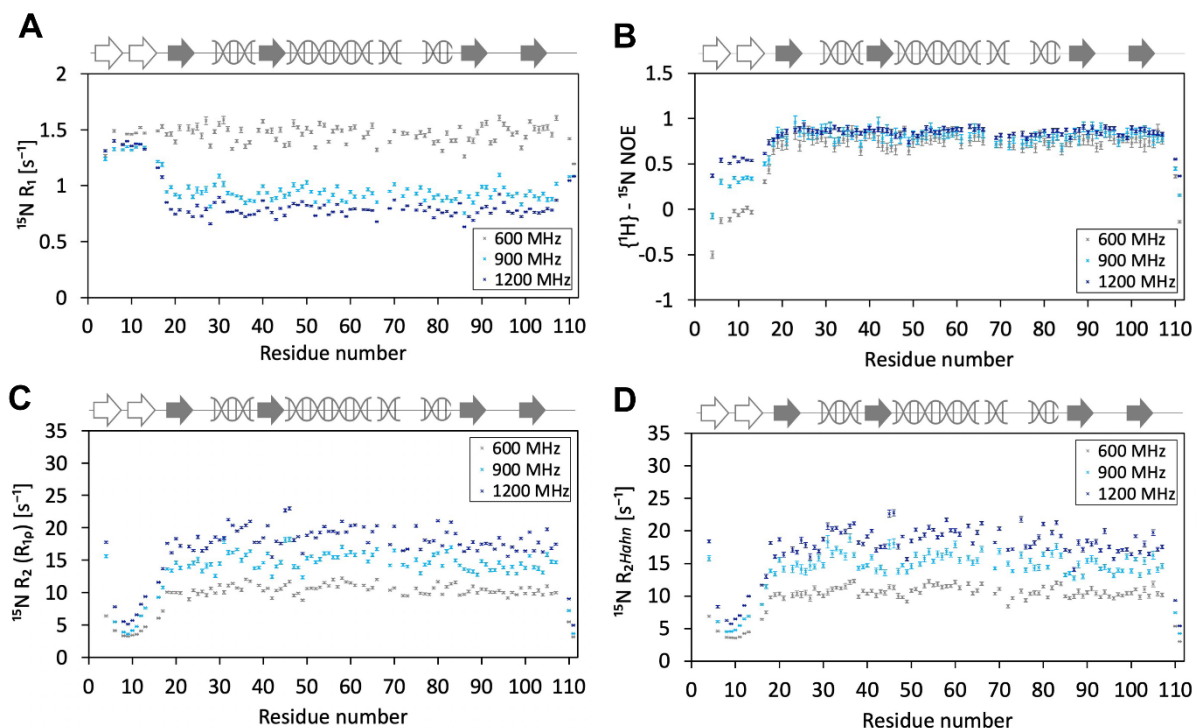 A
2
1.5
1
0.5
0
¹⁵N R₁ [s⁻¹]
600 MHz
900 MHz
1200 MHz
0 10 20 30 40 50 60 70 80 90 100 110
Residue number
B
1.5
1
0.5
0
-0.5
-1
{¹H} - ¹⁵N NOE
600 MHz
900 MHz
1200 MHz
0 10 20 30 40 50 60 70 80 90 100 110
Residue number
C
35
30
25
20
15
10
5
0
¹⁵N R₂ (R₁ρ) [s⁻¹]
600 MHz
900 MHz
1200 MHz
0 10 20 30 40 50 60 70 80 90 100 110
Residue number
D
35
30
25
20
15
10
5
0
¹⁵N R₂Hahn [s⁻¹]
600 MHz
900 MHz
1200 MHz
0 10 20 30 40 50 60 70 80 90 100 110
Residue number